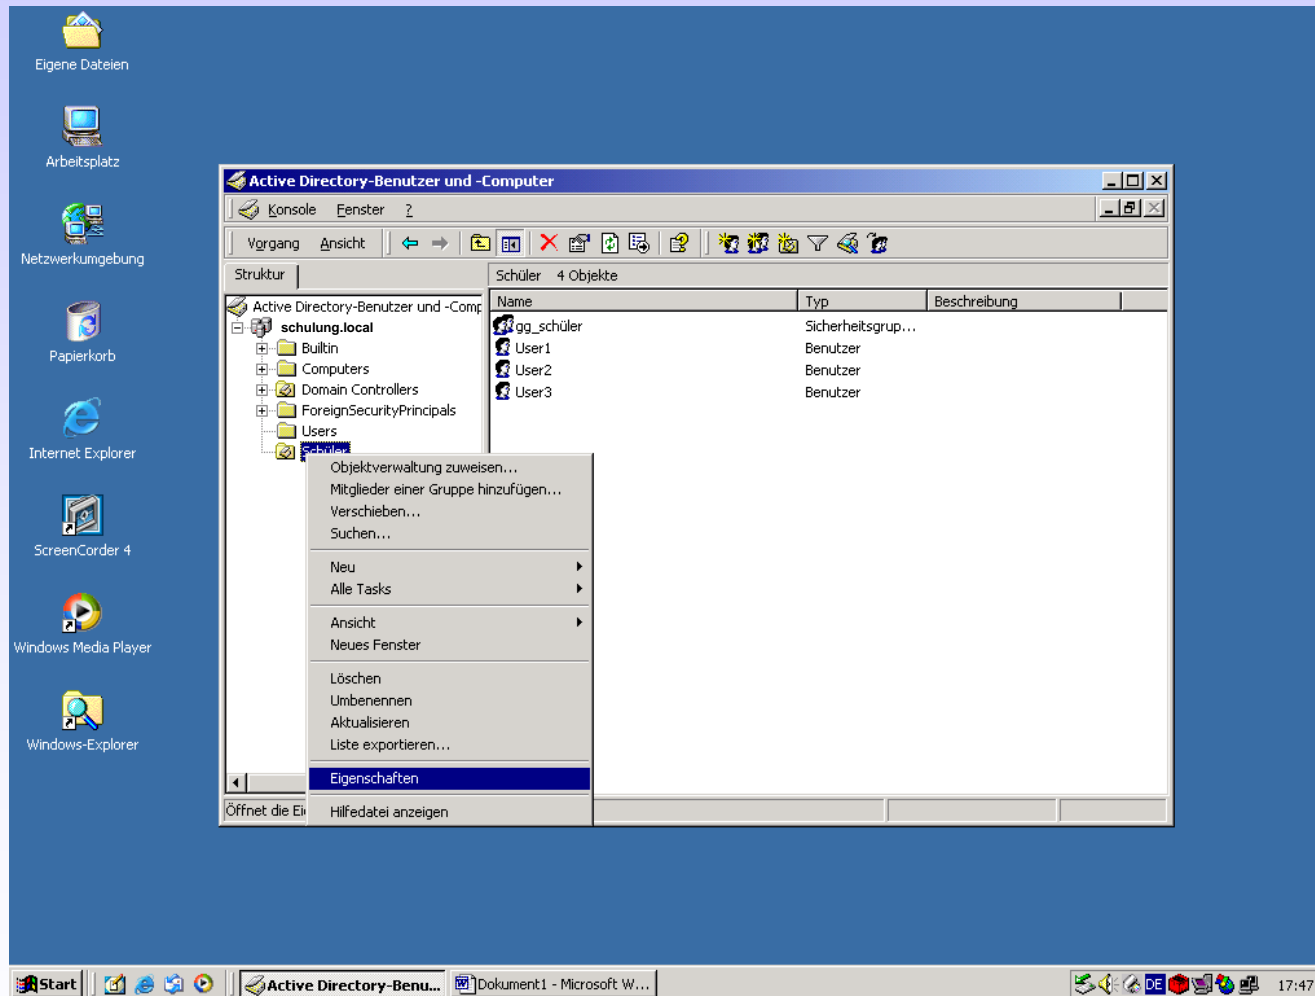 Eigene Dateien
Arbeitsplatz
Netzwerkumgebung
Papierkorb
Internet Explorer
ScreenCorder 4
Windows Media Player
Windows-Explorer
Active Directory-Benutzer und -Computer
Konsole Fenster ?
Vorgang Ansicht
Struktur
Schüler 4 Objekte
Active Directory-Benutzer und -Comp
schulung.local
Builtin
Computers
Domain Controllers
ForeignSecurityPrincipals
Users
Schüler
Name Typ Beschreibung
gg_schüler Sicherheitsgrup...
User1 Benutzer
User2 Benutzer
User3 Benutzer
Objektverwaltung zuweisen...
Mitglieder einer Gruppe hinzufügen...
Verschieben...
Suchen...
Neu
Alle Tasks
Ansicht
Neues Fenster
Löschen
Umbenennen
Aktualisieren
Liste exportieren...
Eigenschaften
Hilfedatei anzeigen
Öffnet die Ei
Start
Active Directory-Benu...
Dokument1 - Microsoft W...
DE
17:47